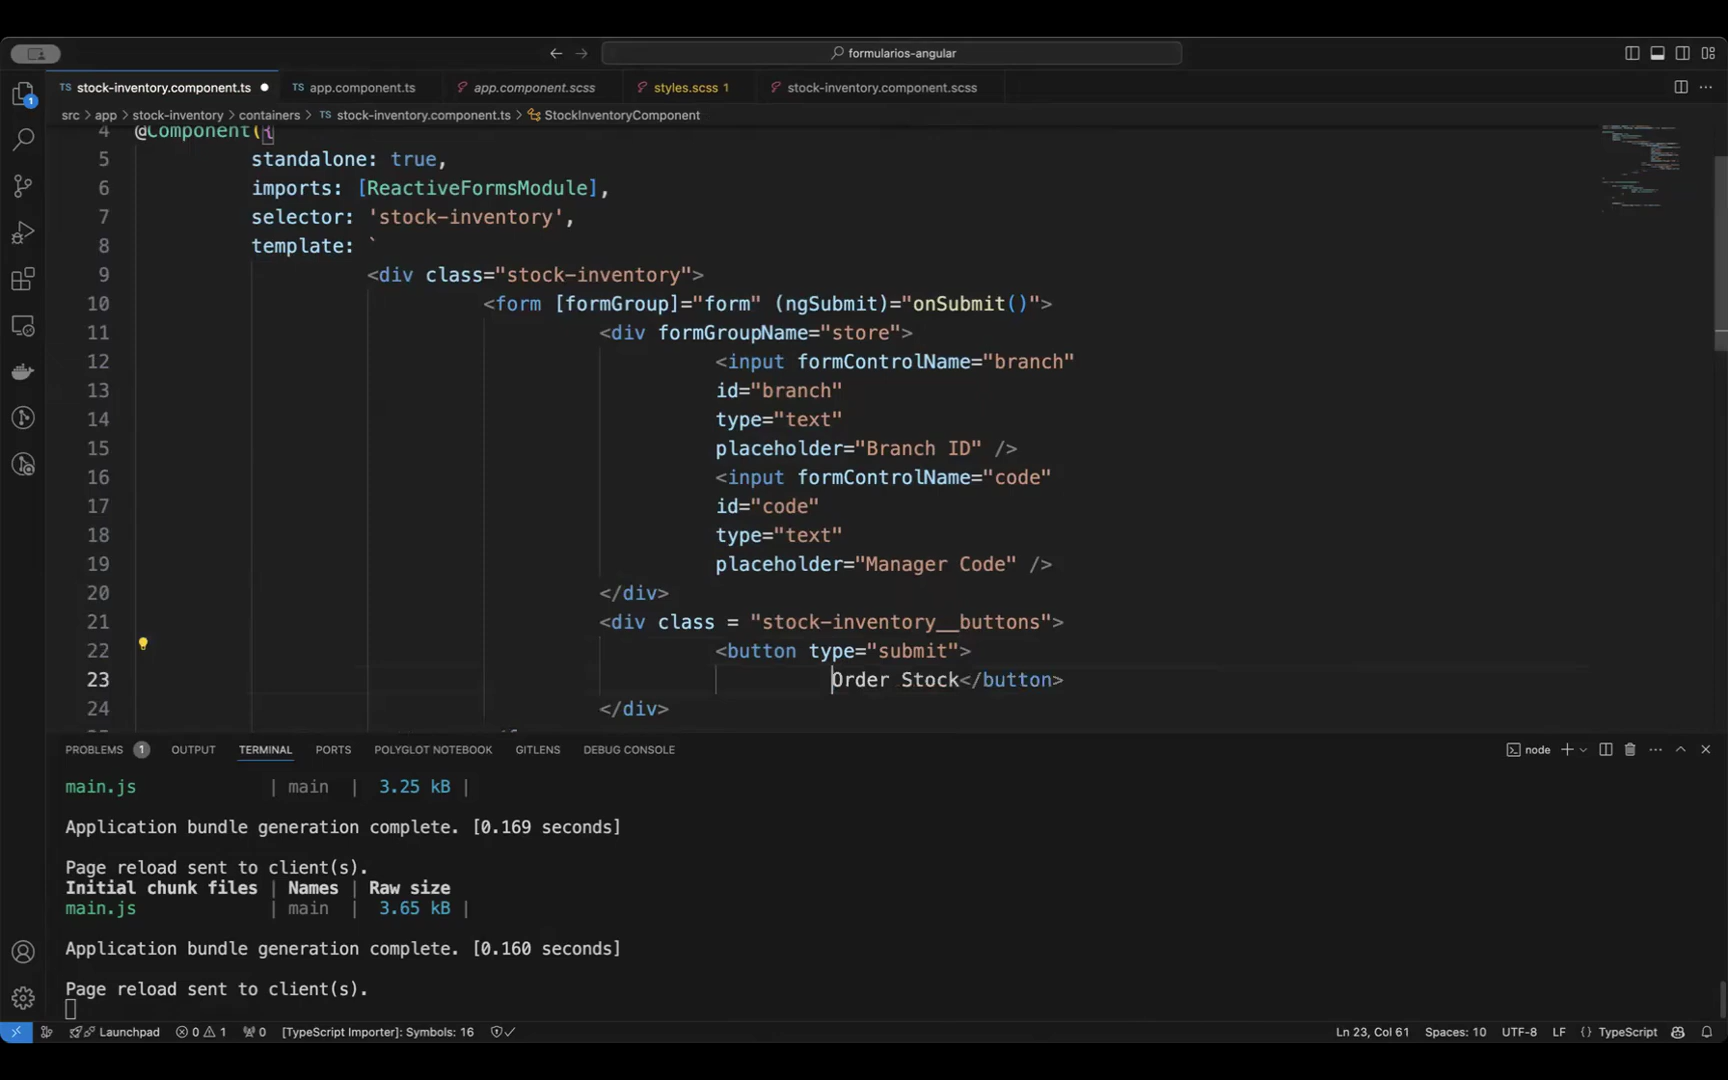 formularios-angular
stock-inventory.component.ts
app.component.ts
app.component.scss
styles.scss 1
stock-inventory.component.scss
src > app > stock-inventory > containers > stock-inventory.component.ts > StockInventoryComponent
4 @Component({
5 standalone: true,
6 imports: [ReactiveFormsModule],
7 selector: 'stock-inventory',
8 template: `
9 <div class="stock-inventory">
10 <form [formGroup]="form" (ngSubmit)="onSubmit()">
11 <div formGroupName="store">
12 <input formControlName="branch"
13 id="branch"
14 type="text"
15 placeholder="Branch ID" />
16 <input formControlName="code"
17 id="code"
18 type="text"
19 placeholder="Manager Code" />
20 </div>
21 <div class = "stock-inventory__buttons">
22 <button type="submit">
23 Order Stock</button>
24 </div>
PROBLEMS 1 OUTPUT TERMINAL PORTS POLYGLOT NOTEBOOK GITLENS DEBUG CONSOLE
node
main.js | main | 3.25 kB |
Application bundle generation complete. [0.169 seconds]
Page reload sent to client(s).
Initial chunk files | Names | Raw size
main.js | main | 3.65 kB |
Application bundle generation complete. [0.160 seconds]
Page reload sent to client(s).
Launchpad 0 1 0 [TypeScript Importer]: Symbols: 16
Ln 23, Col 61 Spaces: 10 UTF-8 LF { } TypeScript